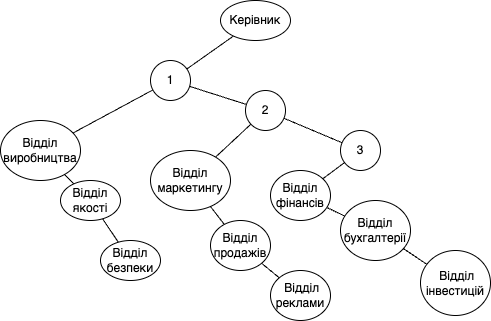 Керівник
1
2
3
Відділ
виробництва
Відділ
якості
Відділ
безпеки
Відділ
маркетингу
Відділ
продажів
Відділ
реклами
Відділ
фінансів
Відділ
бухгалтерії
Відділ
інвестицій